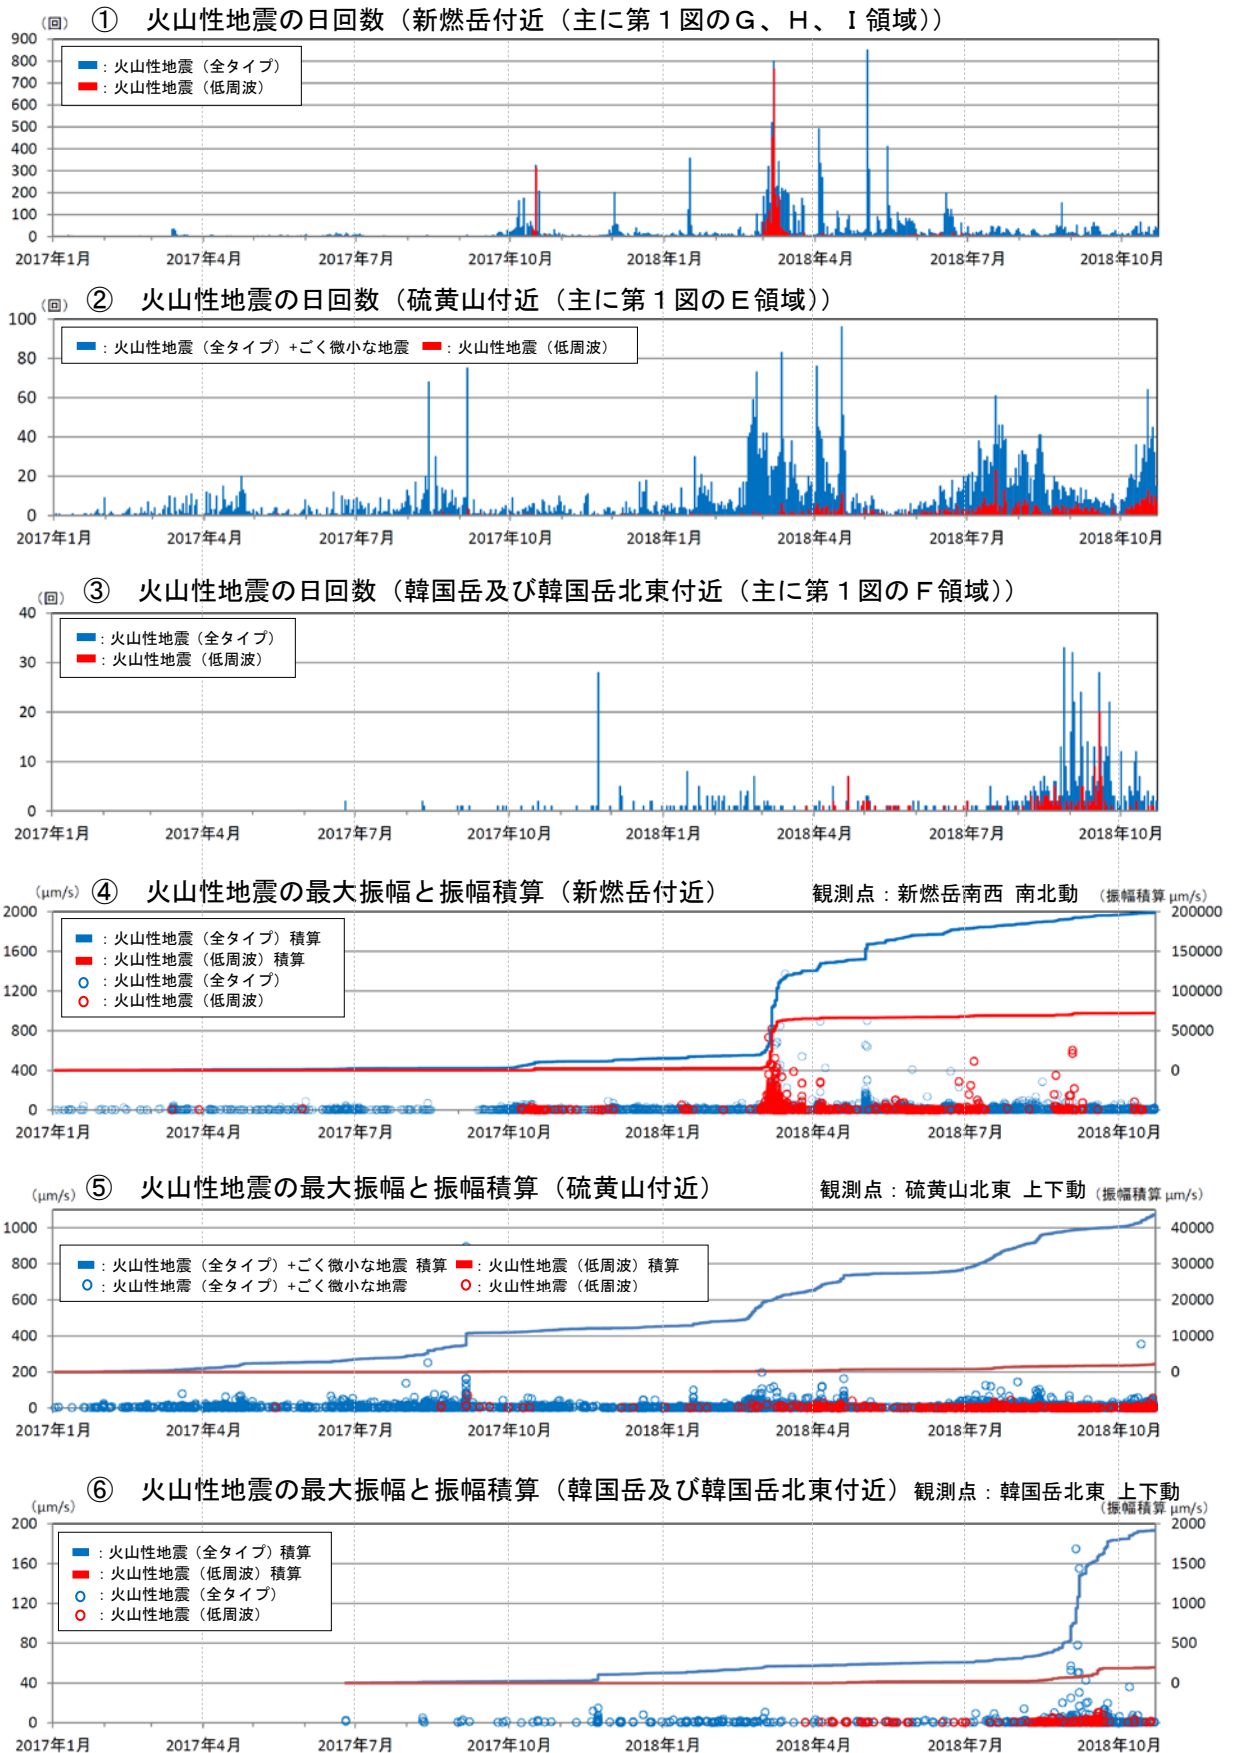 （回） ① 火山性地震の日回数（新燃岳付近（主に第１図のＧ、Ｈ、Ｉ領域））
900
800
700
600
500
400
300
200
100
0
：火山性地震（全タイプ）
：火山性地震（低周波）
2017年1月 2017年4月 2017年7月 2017年10月 2018年1月 2018年4月 2018年7月 2018年10月
（回） ② 火山性地震の日回数（硫黄山付近（主に第１図のＥ領域））
100
80
60
40
20
0
：火山性地震（全タイプ）+ごく微小な地震 ：火山性地震（低周波）
2017年1月 2017年4月 2017年7月 2017年10月 2018年1月 2018年4月 2018年7月 2018年10月
（回） ③ 火山性地震の日回数（韓国岳及び韓国岳北東付近（主に第１図のＦ領域））
40
30
20
10
0
：火山性地震（全タイプ）
：火山性地震（低周波）
2017年1月 2017年4月 2017年7月 2017年10月 2018年1月 2018年4月 2018年7月 2018年10月
（μm/s） ④ 火山性地震の最大振幅と振幅積算（新燃岳付近） 観測点：新燃岳南西 南北動 （振幅積算 μm/s）
2000 200000
1600 150000
1200 100000
800 50000
400 0
0
：火山性地震（全タイプ）積算
：火山性地震（低周波）積算
：火山性地震（全タイプ）
：火山性地震（低周波）
2017年1月 2017年4月 2017年7月 2017年10月 2018年1月 2018年4月 2018年7月 2018年10月
（μm/s） ⑤ 火山性地震の最大振幅と振幅積算（硫黄山付近） 観測点：硫黄山北東 上下動 （振幅積算 μm/s）
1000 40000
800 30000
600 20000
400 10000
200 0
0
：火山性地震（全タイプ）+ごく微小な地震 積算 ：火山性地震（低周波）積算
：火山性地震（全タイプ）+ごく微小な地震 ：火山性地震（低周波）
2017年1月 2017年4月 2017年7月 2017年10月 2018年1月 2018年4月 2018年7月 2018年10月
（μm/s） ⑥ 火山性地震の最大振幅と振幅積算（韓国岳及び韓国岳北東付近） 観測点：韓国岳北東 上下動
（振幅積算 μm/s）
200 2000
160 1500
120 1000
80 500
40 0
0
：火山性地震（全タイプ）積算
：火山性地震（低周波）積算
：火山性地震（全タイプ）
：火山性地震（低周波）
2017年1月 2017年4月 2017年7月 2017年10月 2018年1月 2018年4月 2018年7月 2018年10月